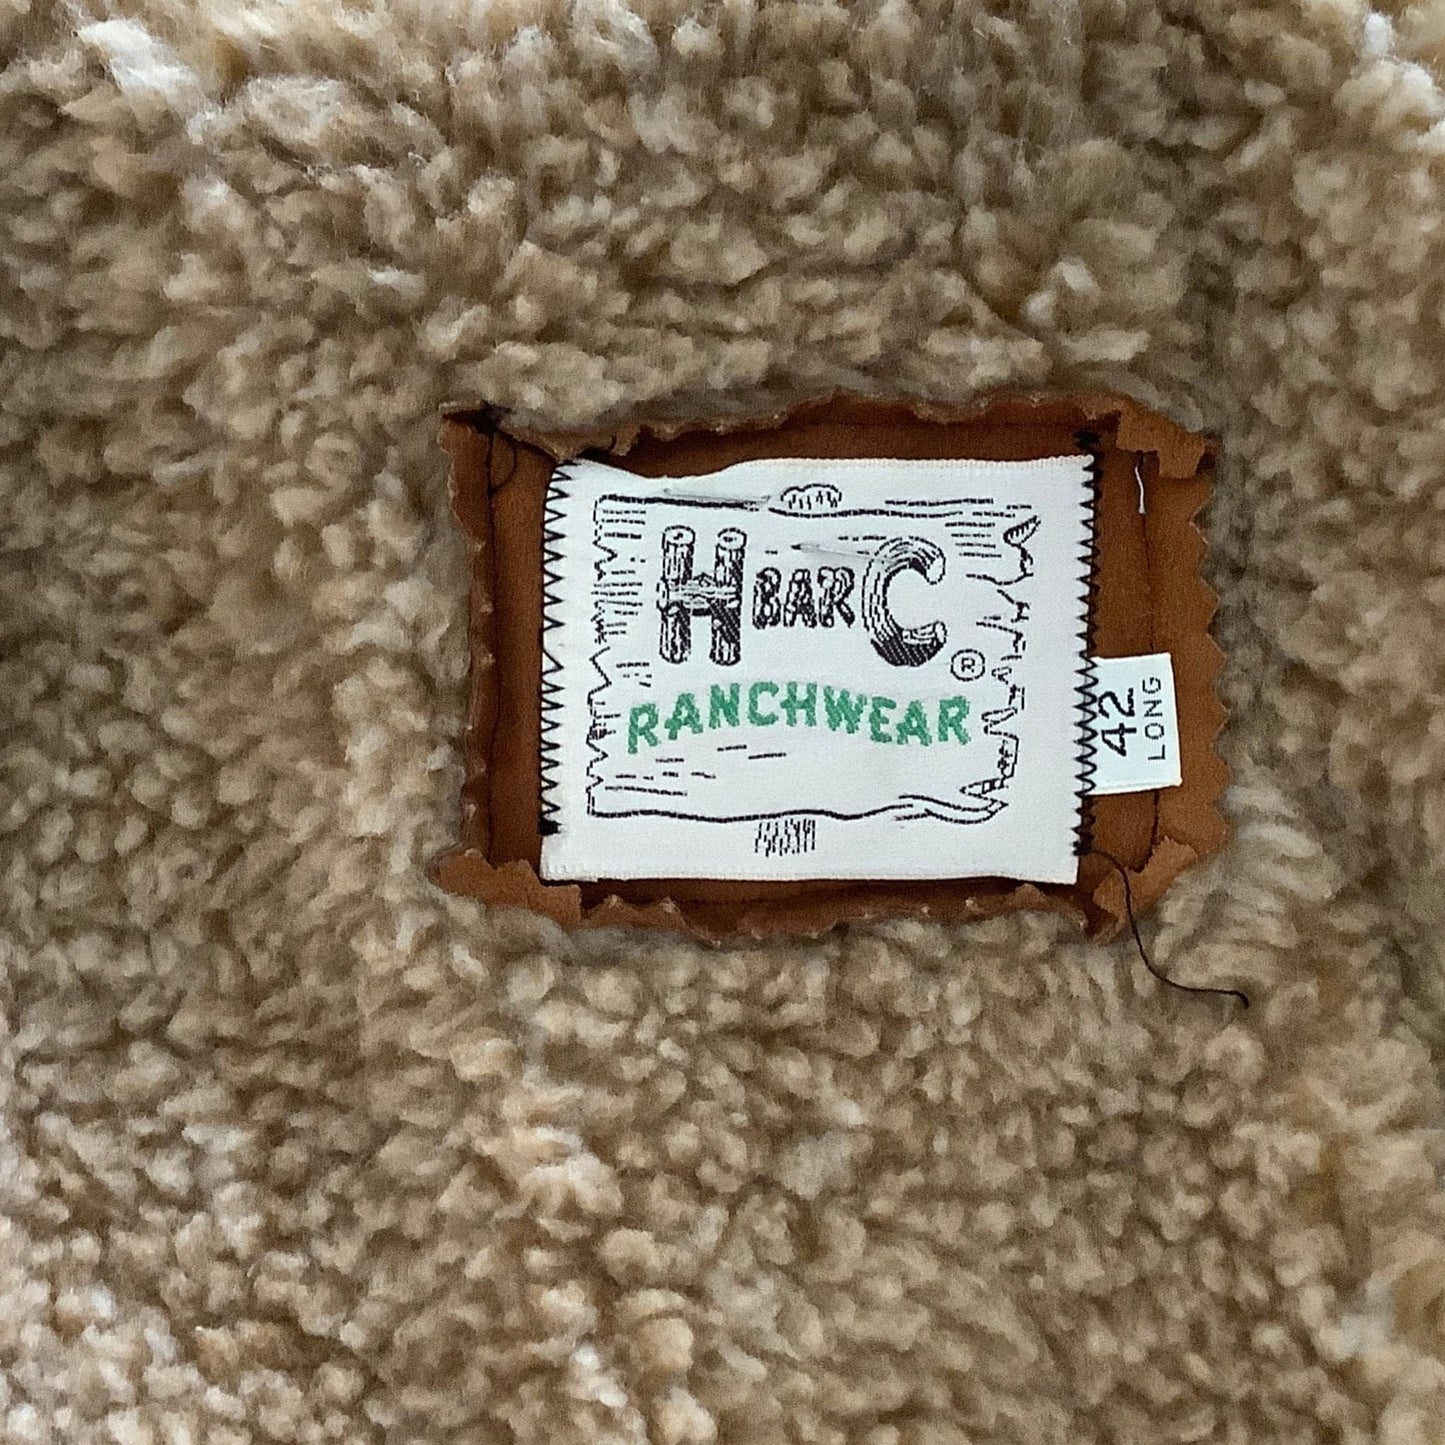 H BAR C ®
RANCHWEAR
42
LONG